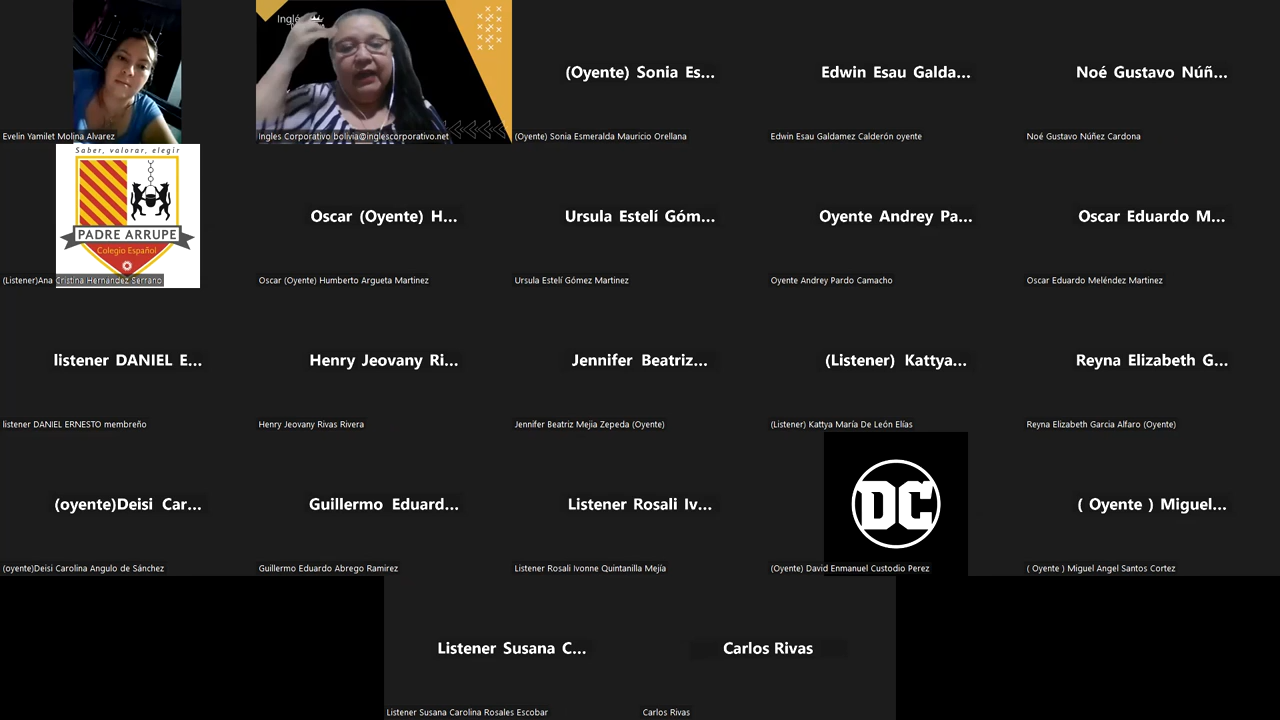 Inglés
Evelin Yamilet Molina Alvarez
Ingles Corporativo bolivia@inglescorporativo.net
(Oyente) Sonia Es...
(Oyente) Sonia Esmeralda Mauricio Orellana
Edwin Esau Galda...
Edwin Esau Galdamez Calderón oyente
Noé Gustavo Núñ...
Noé Gustavo Núñez Cardona
Saber, valorar, elegir
PADRE ARRUPE
Colegio Español
(Listener)Ana Cristina Hernandez Serrano
Oscar (Oyente) H...
Oscar (Oyente) Humberto Argueta Martinez
Ursula Estelí Góm...
Ursula Estelí Gómez Martinez
Oyente Andrey Pa...
Oyente Andrey Pardo Camacho
Oscar Eduardo M...
Oscar Eduardo Meléndez Martinez
listener DANIEL E...
listener DANIEL ERNESTO membreño
Henry Jeovany Ri...
Henry Jeovany Rivas Rivera
Jennifer Beatriz...
Jennifer Beatriz Mejia Zepeda (Oyente)
(Listener) Kattya...
(Listener) Kattya María De León Elías
Reyna Elizabeth G...
Reyna Elizabeth Garcia Alfaro (Oyente)
(oyente)Deisi Car...
(oyente)Deisi Carolina Angulo de Sánchez
Guillermo Eduard...
Guillermo Eduardo Abrego Ramirez
Listener Rosali Iv...
Listener Rosali Ivonne Quintanilla Mejía
DC
(Oyente) David Enmanuel Custodio Perez
( Oyente ) Miguel...
( Oyente ) Miguel Angel Santos Cortez
Listener Susana C...
Listener Susana Carolina Rosales Escobar
Carlos Rivas
Carlos Rivas